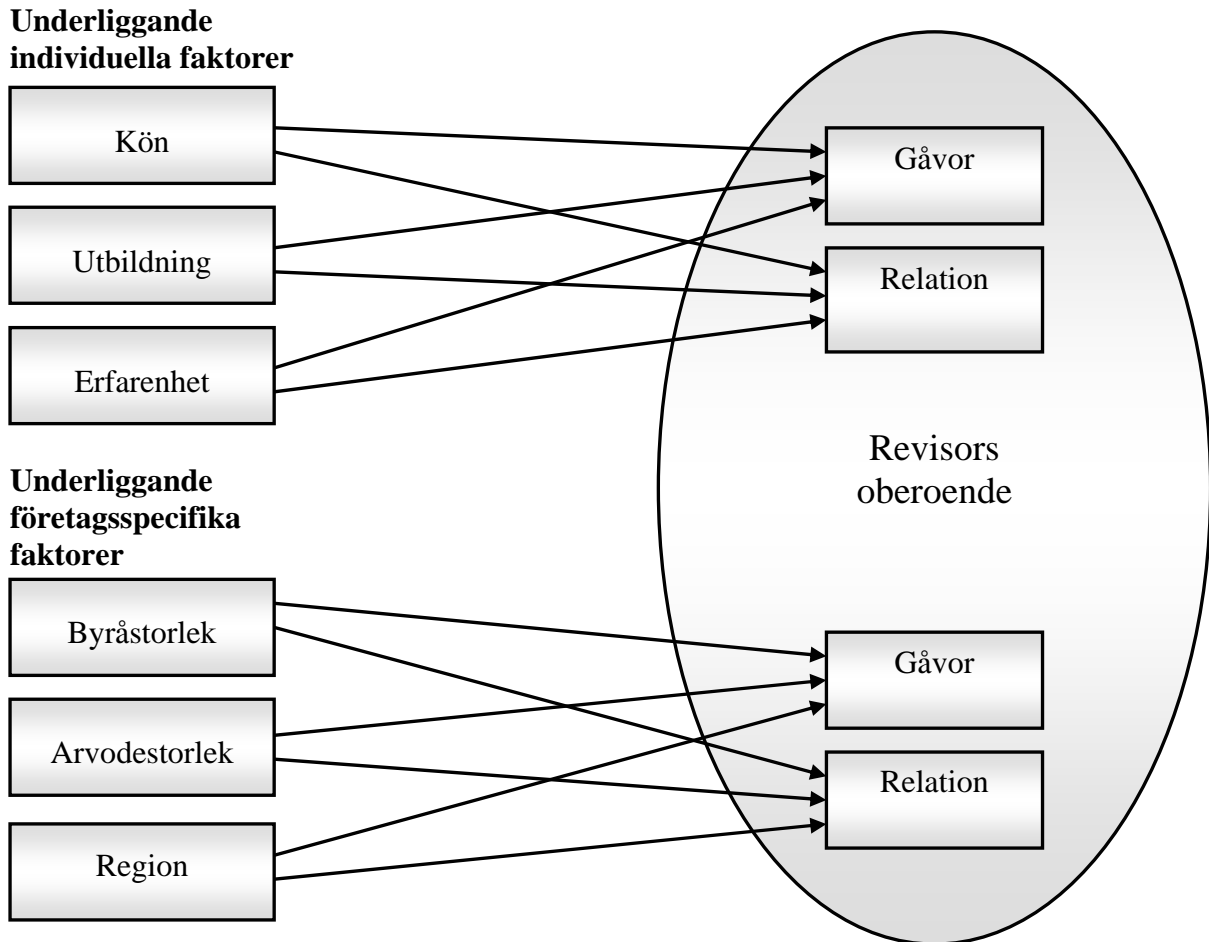 Underliggande
individuella faktorer
Kön
Utbildning
Erfarenhet
Gåvor
Relation
Revisors
oberoende
Underliggande
företagsspecifika
faktorer
Byråstorlek
Arvodestorlek
Region
Gåvor
Relation